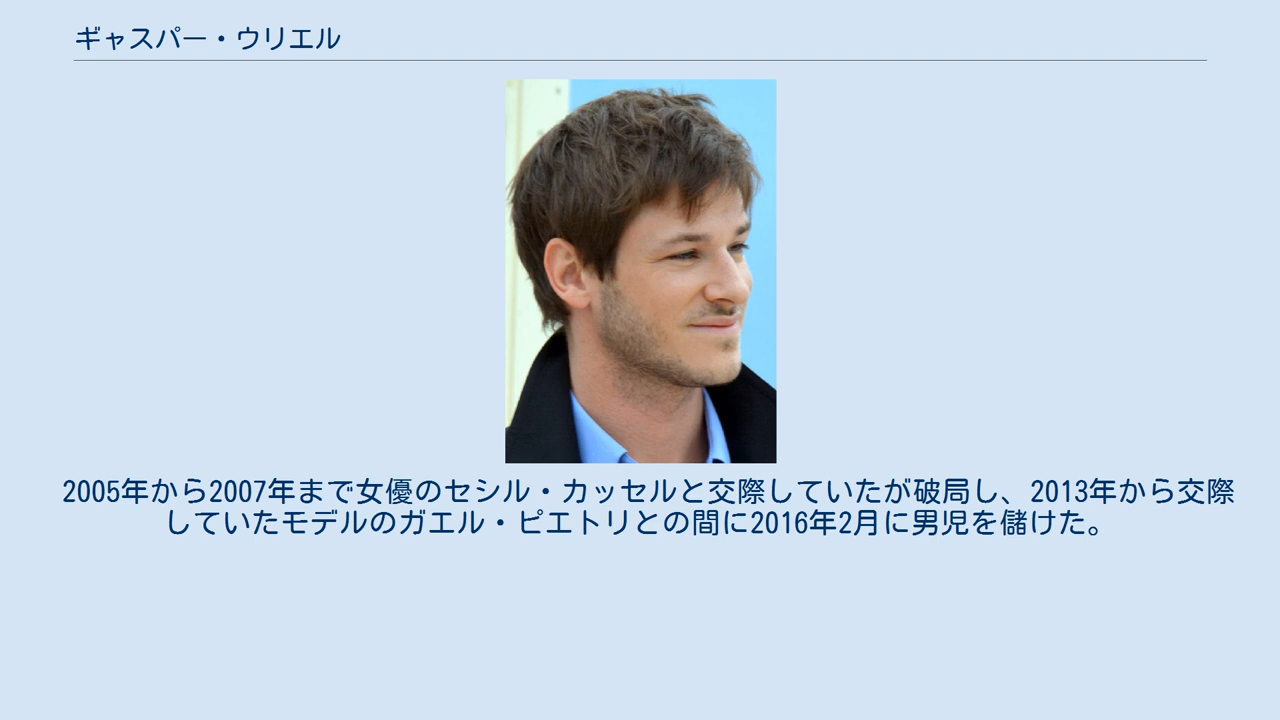 ギャスパー・ウリエル
2005年から2007年まで女優のセシル・カッセルと交際していたが破局し、2013年から交際
していたモデルのガエル・ピエトリとの間に2016年2月に男児を儲けた。